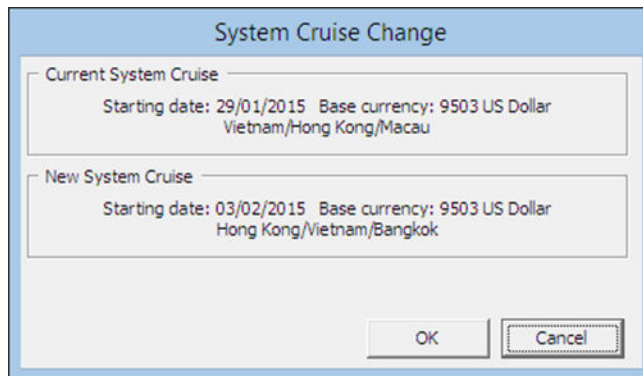 System Cruise Change
Current System Cruise
Starting date: 29/01/2015 Base currency: 9503 US Dollar
Vietnam/Hong Kong/Macau
New System Cruise
Starting date: 03/02/2015 Base currency: 9503 US Dollar
Hong Kong/Vietnam/Bangkok
OK Cancel